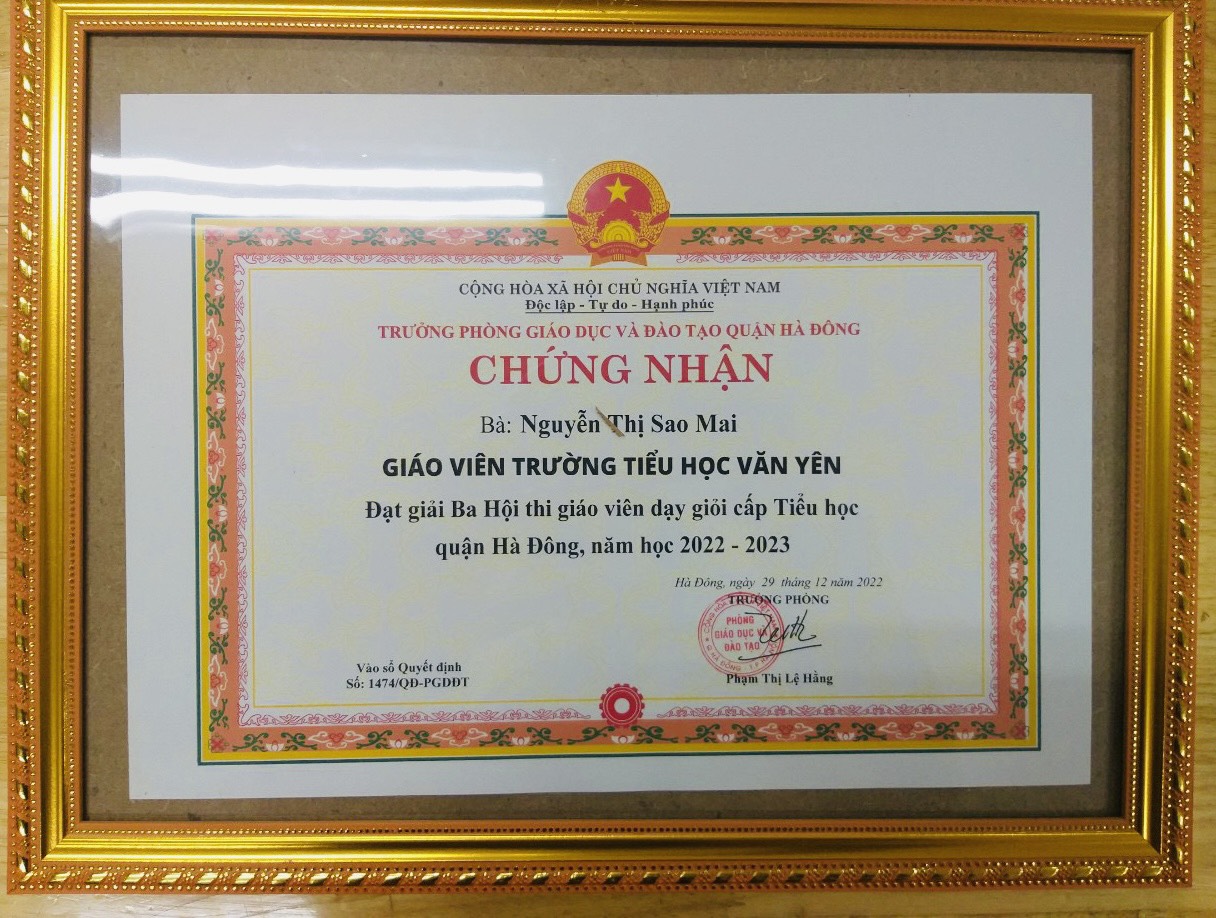 CỘNG HÒA XÃ HỘI CHỦ NGHĨA VIỆT NAM
Độc lập - Tự do - Hạnh phúc
TRƯỞNG PHÒNG GIÁO DỤC VÀ ĐÀO TẠO QUẬN HÀ ĐÔNG
CHỨNG NHẬN
Bà: Nguyễn Thị Sao Mai
GIÁO VIÊN TRƯỜNG TIỂU HỌC VĂN YÊN
Đạt giải Ba Hội thi giáo viên dạy giỏi cấp Tiểu học
quận Hà Đông, năm học 2022 - 2023
Hà Đông, ngày 29 tháng 12 năm 2022
TRƯỞNG PHÒNG
PHÒNG
GIÁO DỤC VÀ
ĐÀO TẠO
Phạm Thị Lệ Hằng
Vào sổ Quyết định
Số: 1474/QĐ-PGDĐT